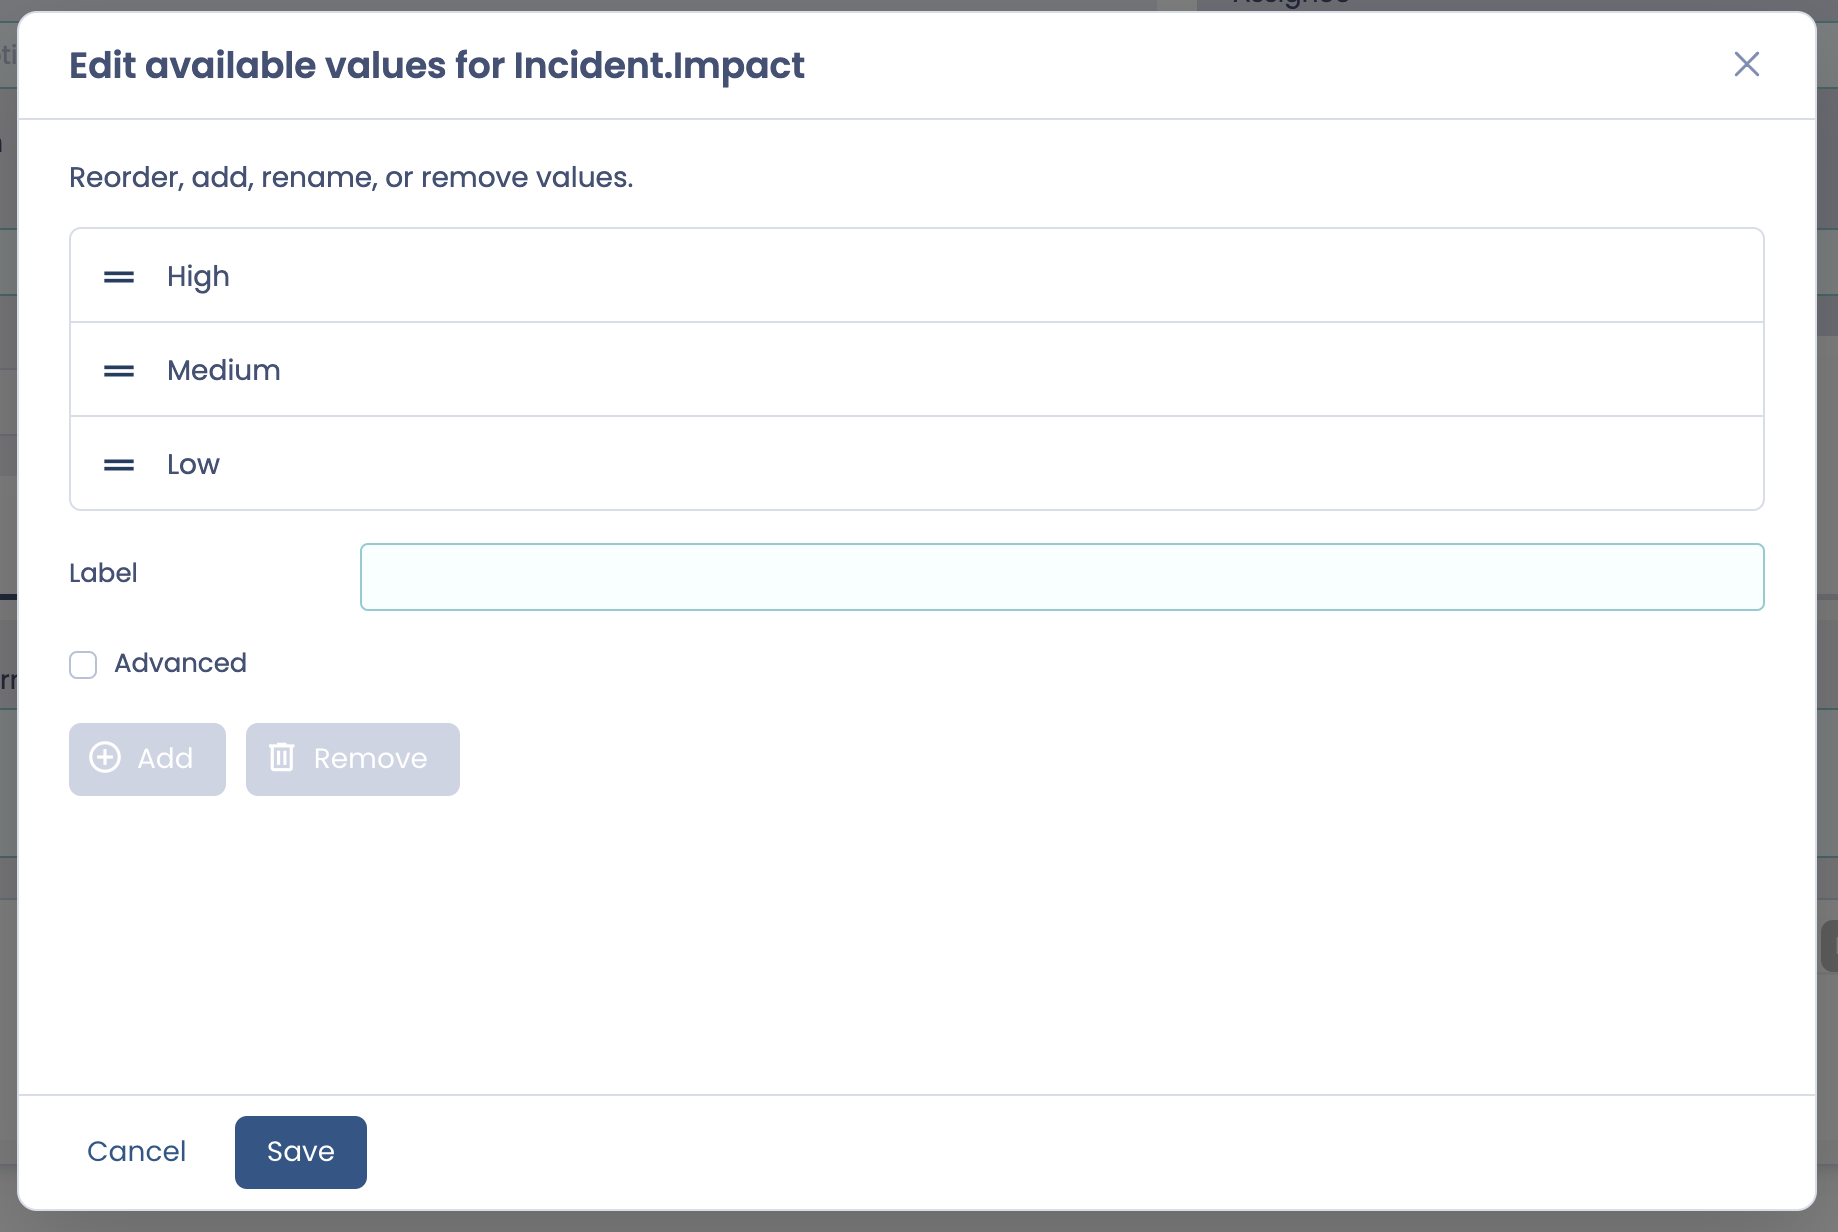 Edit available values for Incident.Impact
Reorder, add, rename, or remove values.
High
Medium
Low
Label
Advanced
Add
Remove
Cancel
Save